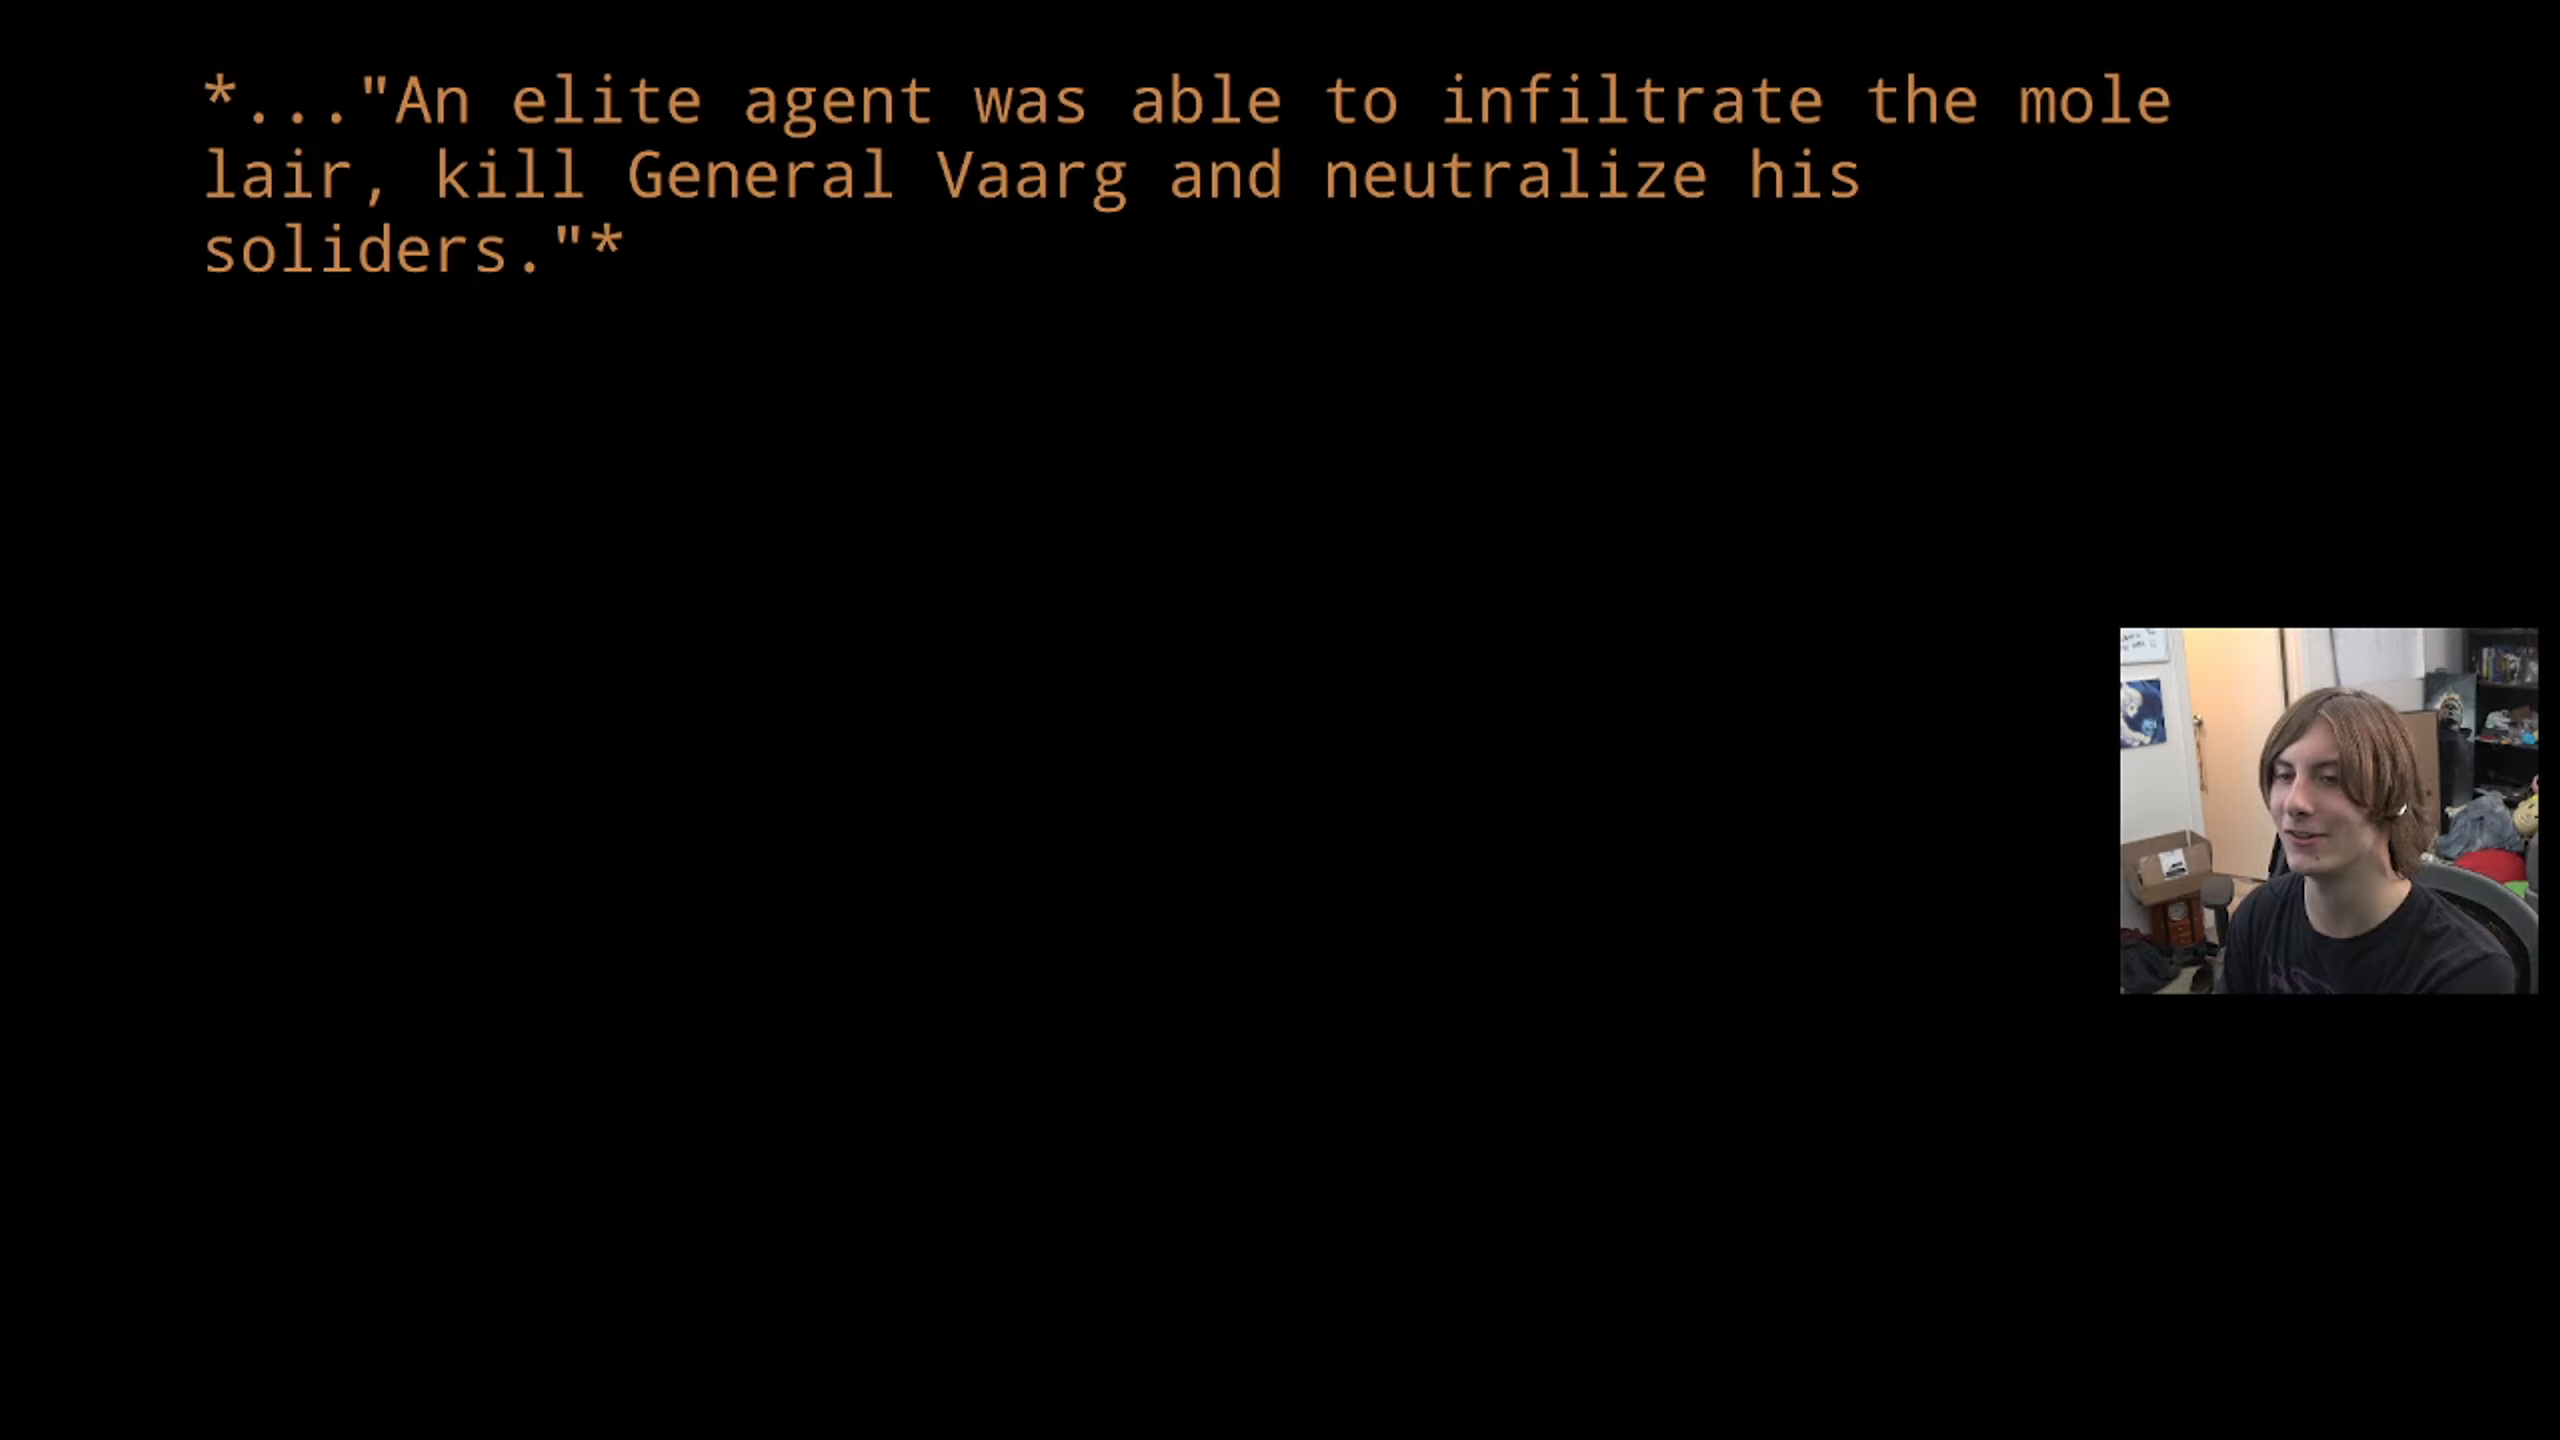 *..."An elite agent was able to infiltrate the mole
lair, kill General Vaarg and neutralize his
soliders."*